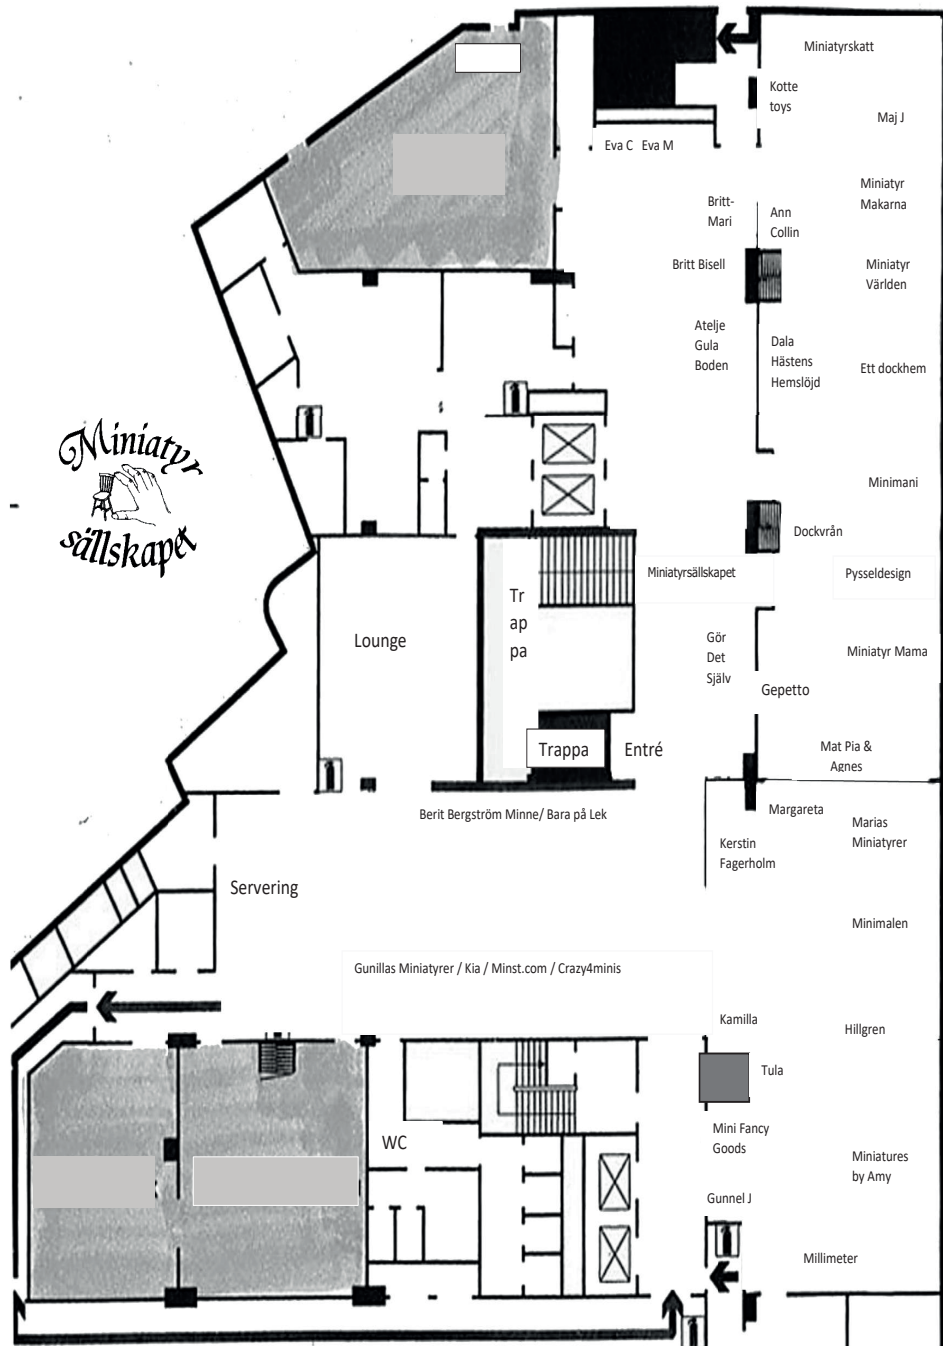 Miniatyrskatt
Kotte
toys
Maj J
Eva C Eva M
Miniatyr
Makarna
Britt-
Mari
Ann
Collin
Britt Bisell
Miniatyr
Världen
Atelje
Gula
Boden
Dala
Hästens
Hemslöjd
Ett dockhem
Miniatyr
sällskapet
Minimani
Dockvrån
Miniatyrsällskapet
Pysseldesign
Tr
ap
pa
Lounge
Gör
Det
Själv
Miniatyr Mama
Gepetto
Trappa
Entré
Mat Pia &
Agnes
Berit Bergström Minne/ Bara på Lek
Margareta
Marias
Miniatyrer
Kerstin
Fagerholm
Servering
Minimalen
Gunillas Miniatyrer / Kia / Minst.com / Crazy4minis
Kamilla
Hillgren
Tula
Mini Fancy
Goods
WC
Miniatures
by Amy
Gunnel J
Millimeter